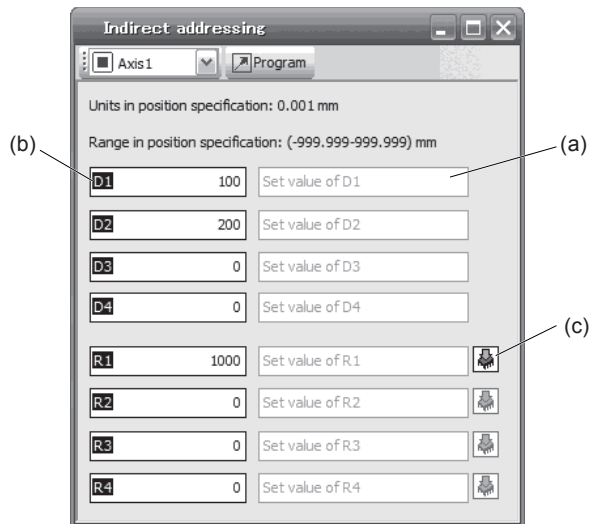 Indirect addressing
Axis1 Program
Units in position specification: 0.001 mm
Range in position specification: (-999.999-999.999) mm
(b) (a)
D1 100 Set value of D1
D2 200 Set value of D2
D3 0 Set value of D3
D4 0 Set value of D4
(c)
R1 1000 Set value of R1
R2 0 Set value of R2
R3 0 Set value of R3
R4 0 Set value of R4